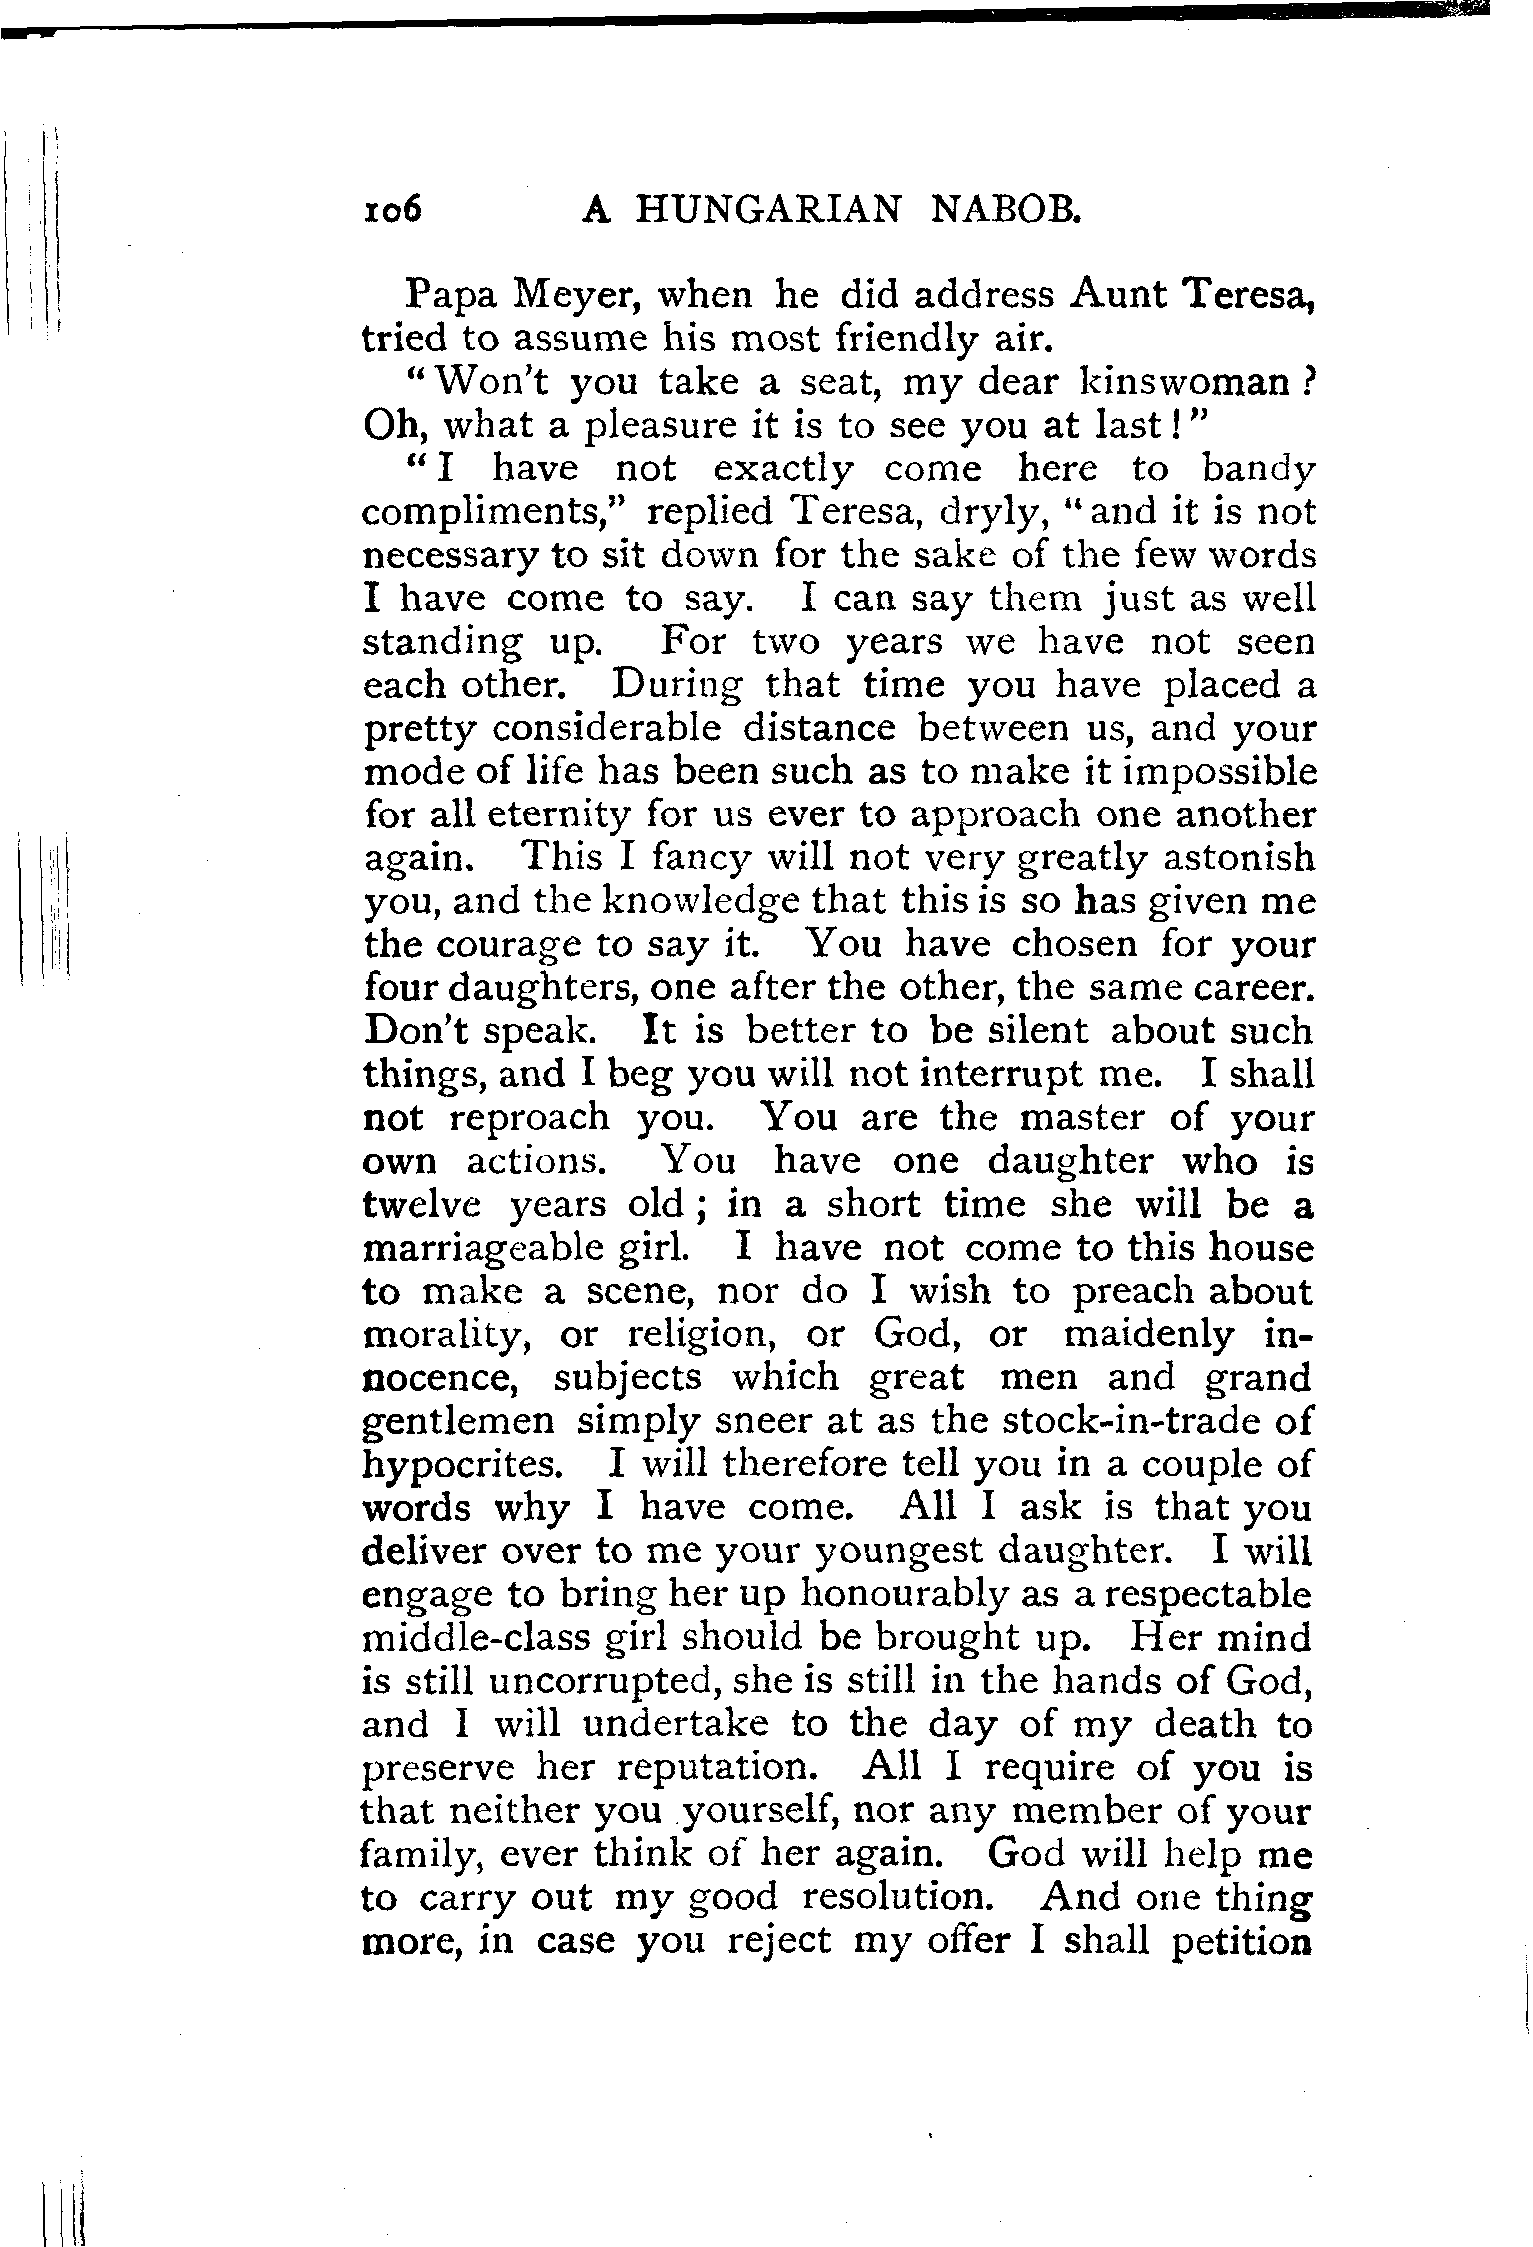 106 A HUNGARIAN NABOB.
Papa Meyer, when he did address Aunt Teresa,
tried to assume his most friendly air.
"Won't you take a seat, my dear kinswoman?
Oh, what a pleasure it is to see you at last!"
"I have not exactly come here to bandy
compliments," replied Teresa, dryly, "and it is not
necessary to sit down for the sake of the few words
I have come to say. I can say them just as well
standing up. For two years we have not seen
each other. During that time you have placed a
pretty considerable distance between us, and your
mode of life has been such as to make it impossible
for all eternity for us ever to approach one another
again. This I fancy will not very greatly astonish
you, and the knowledge that this is so has given me
the courage to say it. You have chosen for your
four daughters, one after the other, the same career.
Don't speak. It is better to be silent about such
things, and I beg you will not interrupt me. I shall
not reproach you. You are the master of your
own actions. You have one daughter who is
twelve years old; in a short time she will be a
marriageable girl. I have not come to this house
to make a scene, nor do I wish to preach about
morality, or religion, or God, or maidenly in-
nocence, subjects which great men and grand
gentlemen simply sneer at as the stock-in-trade of
hypocrites. I will therefore tell you in a couple of
words why I have come. All I ask is that you
deliver over to me your youngest daughter. I will
engage to bring her up honourably as a respectable
middle-class girl should be brought up. Her mind
is still uncorrupted, she is still in the hands of God,
and I will undertake to the day of my death to
preserve her reputation. All I require of you is
that neither you yourself, nor any member of your
family, ever think of her again. God will help me
to carry out my good resolution. And one thing
more, in case you reject my offer I shall petition